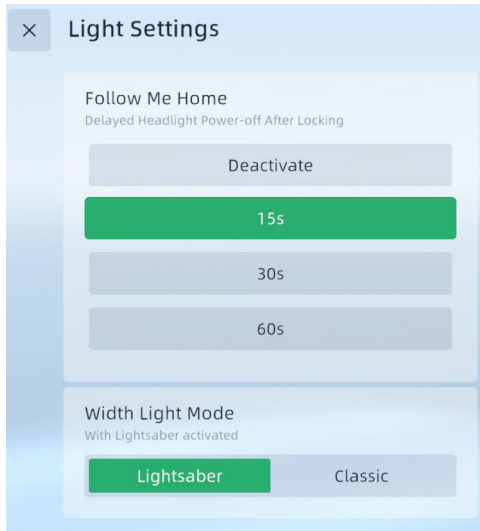 Light Settings
Follow Me Home
Delayed Headlight Power-off After Locking
Deactivate
15s
30s
60s
Width Light Mode
With Lightsaber activated
Lightsaber Classic